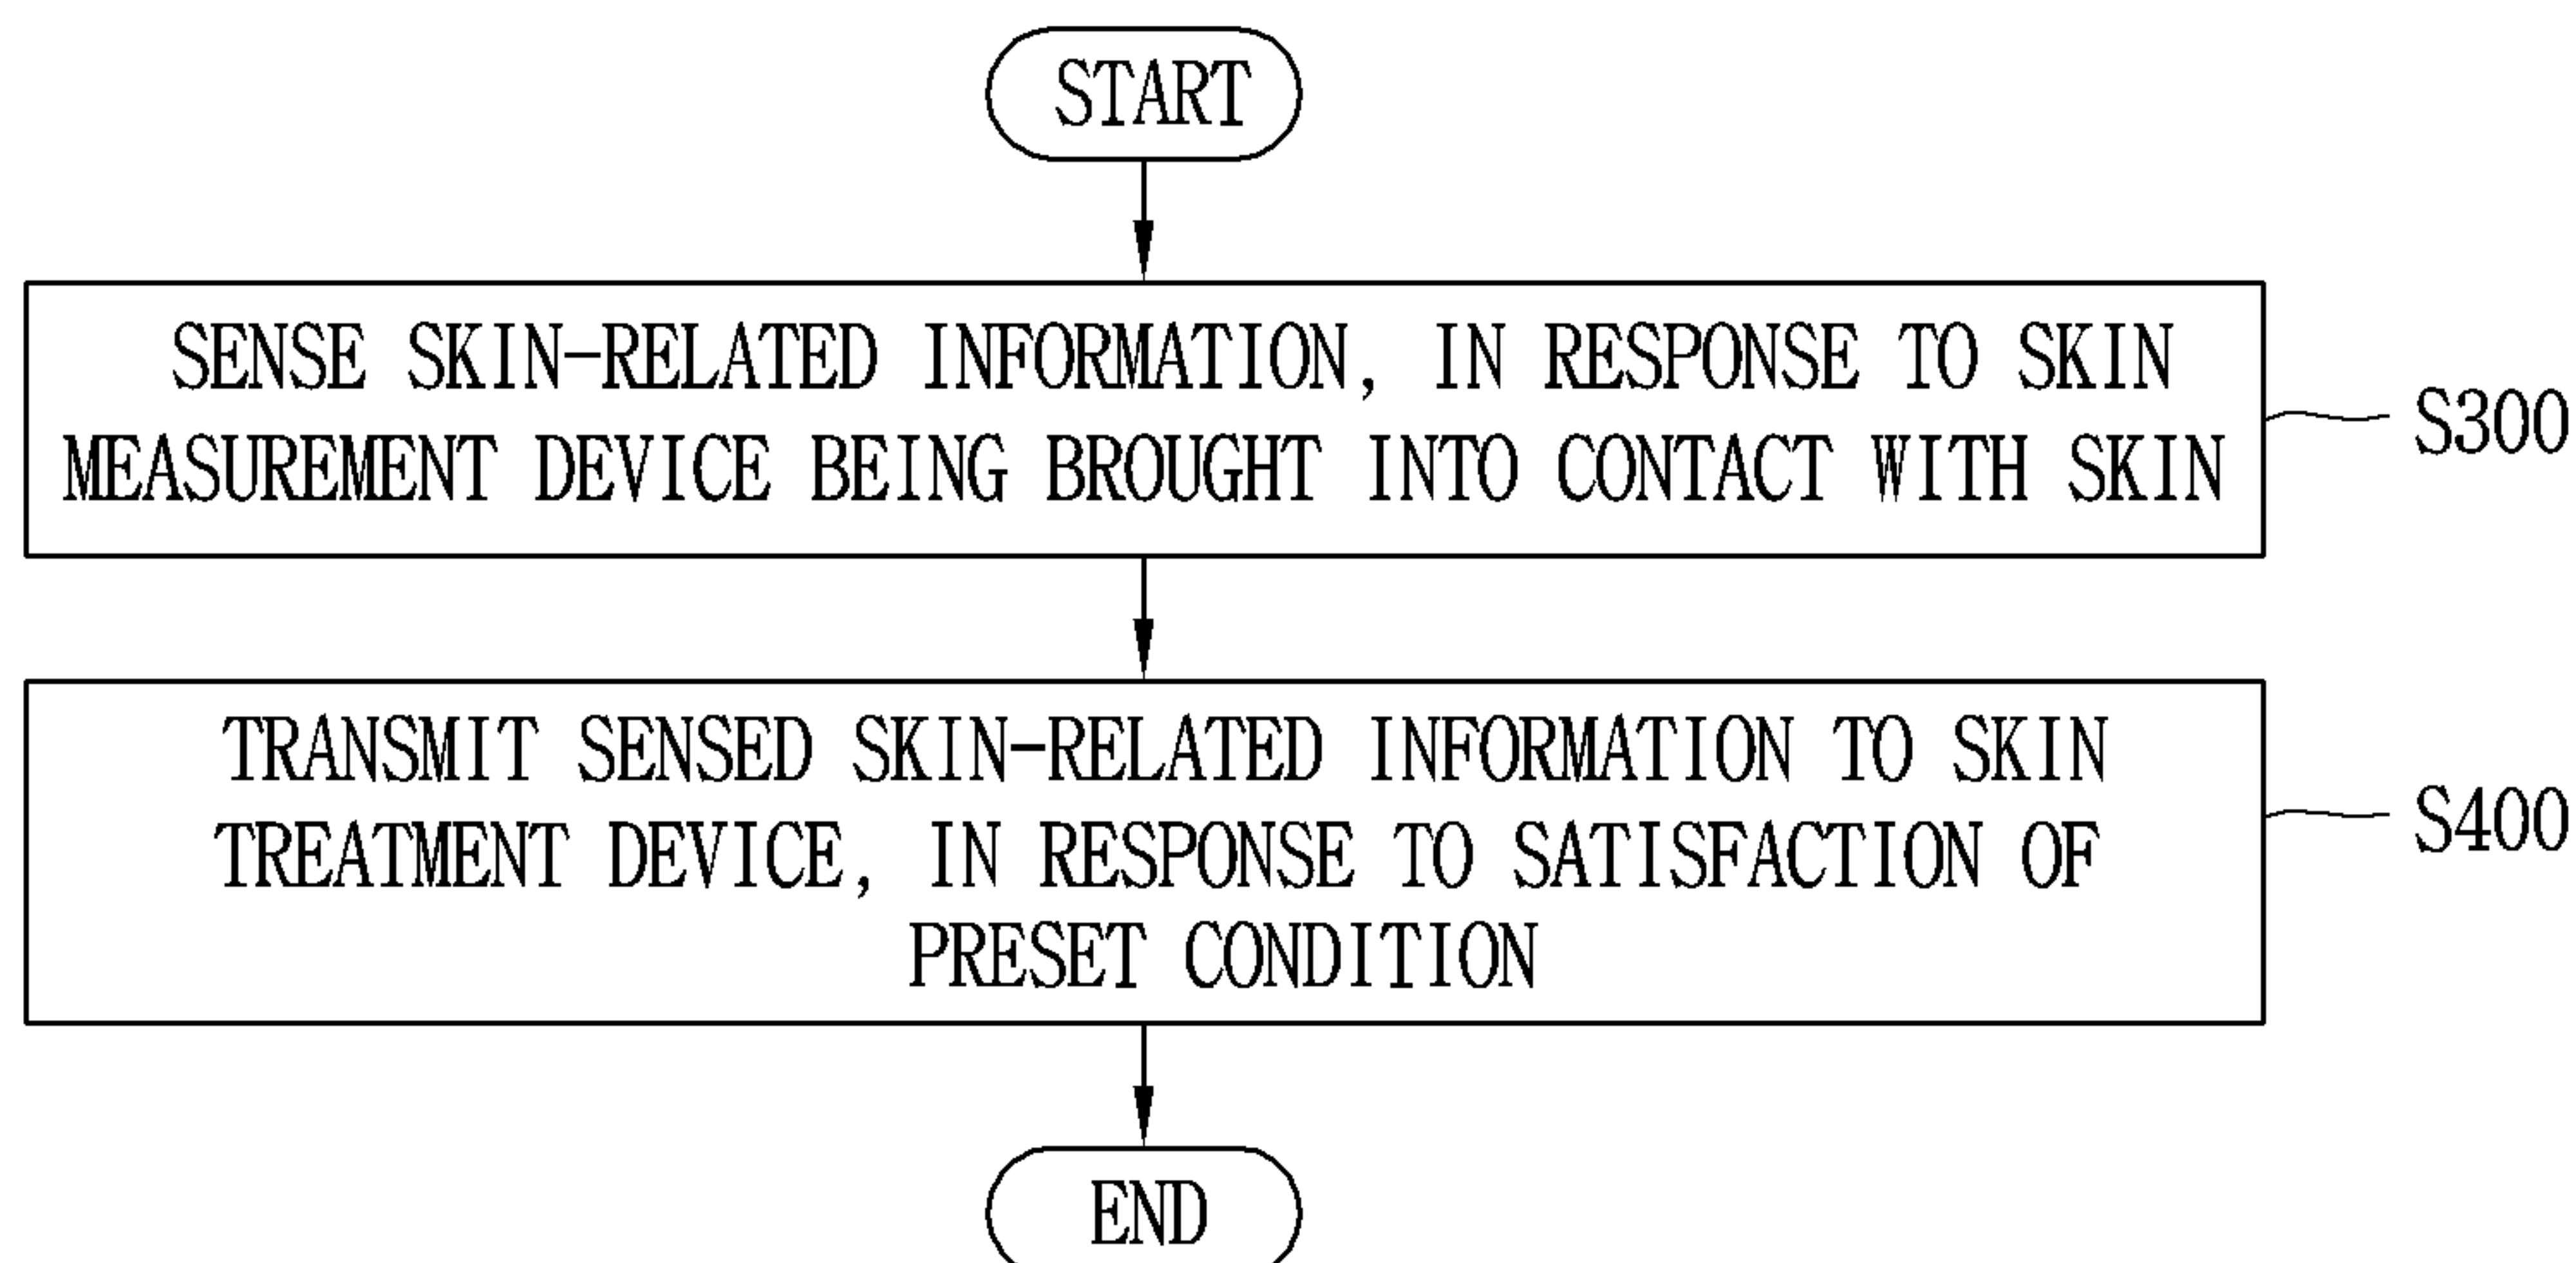 START
SENSE SKIN-RELATED INFORMATION, IN RESPONSE TO SKIN
MEASUREMENT DEVICE BEING BROUGHT INTO CONTACT WITH SKIN
S300
TRANSMIT SENSED SKIN-RELATED INFORMATION TO SKIN
TREATMENT DEVICE, IN RESPONSE TO SATISFACTION OF
PRESET CONDITION
S400
END